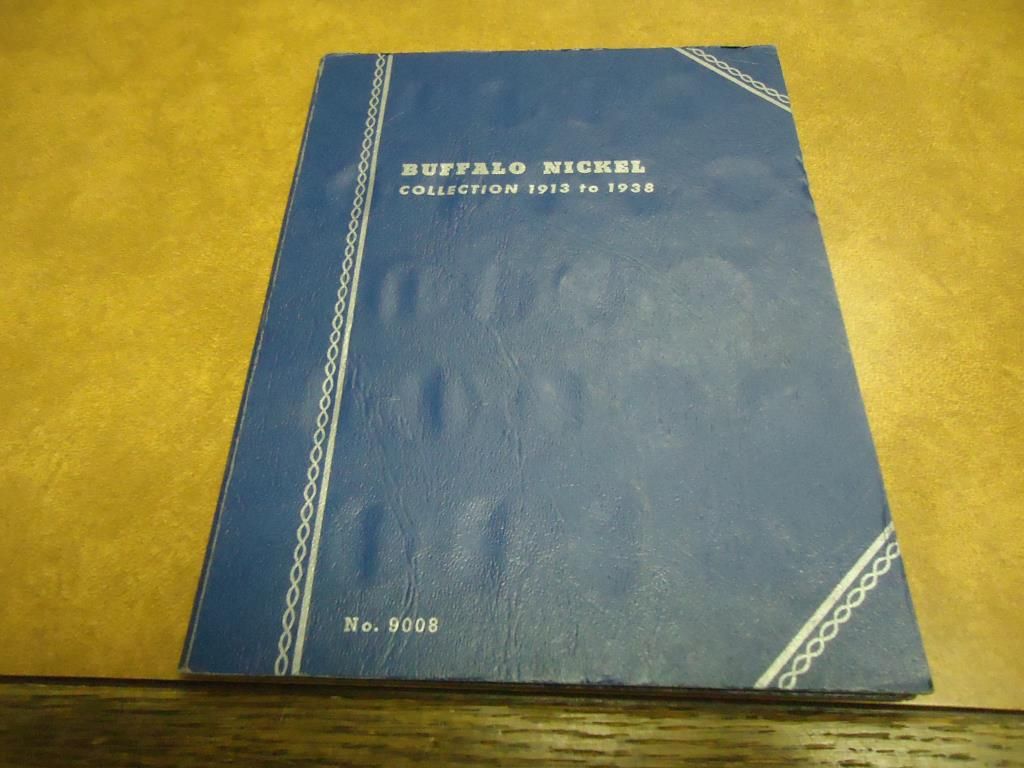 BUFFALO NICKEL
COLLECTION 1913 to 1938
No. 9008